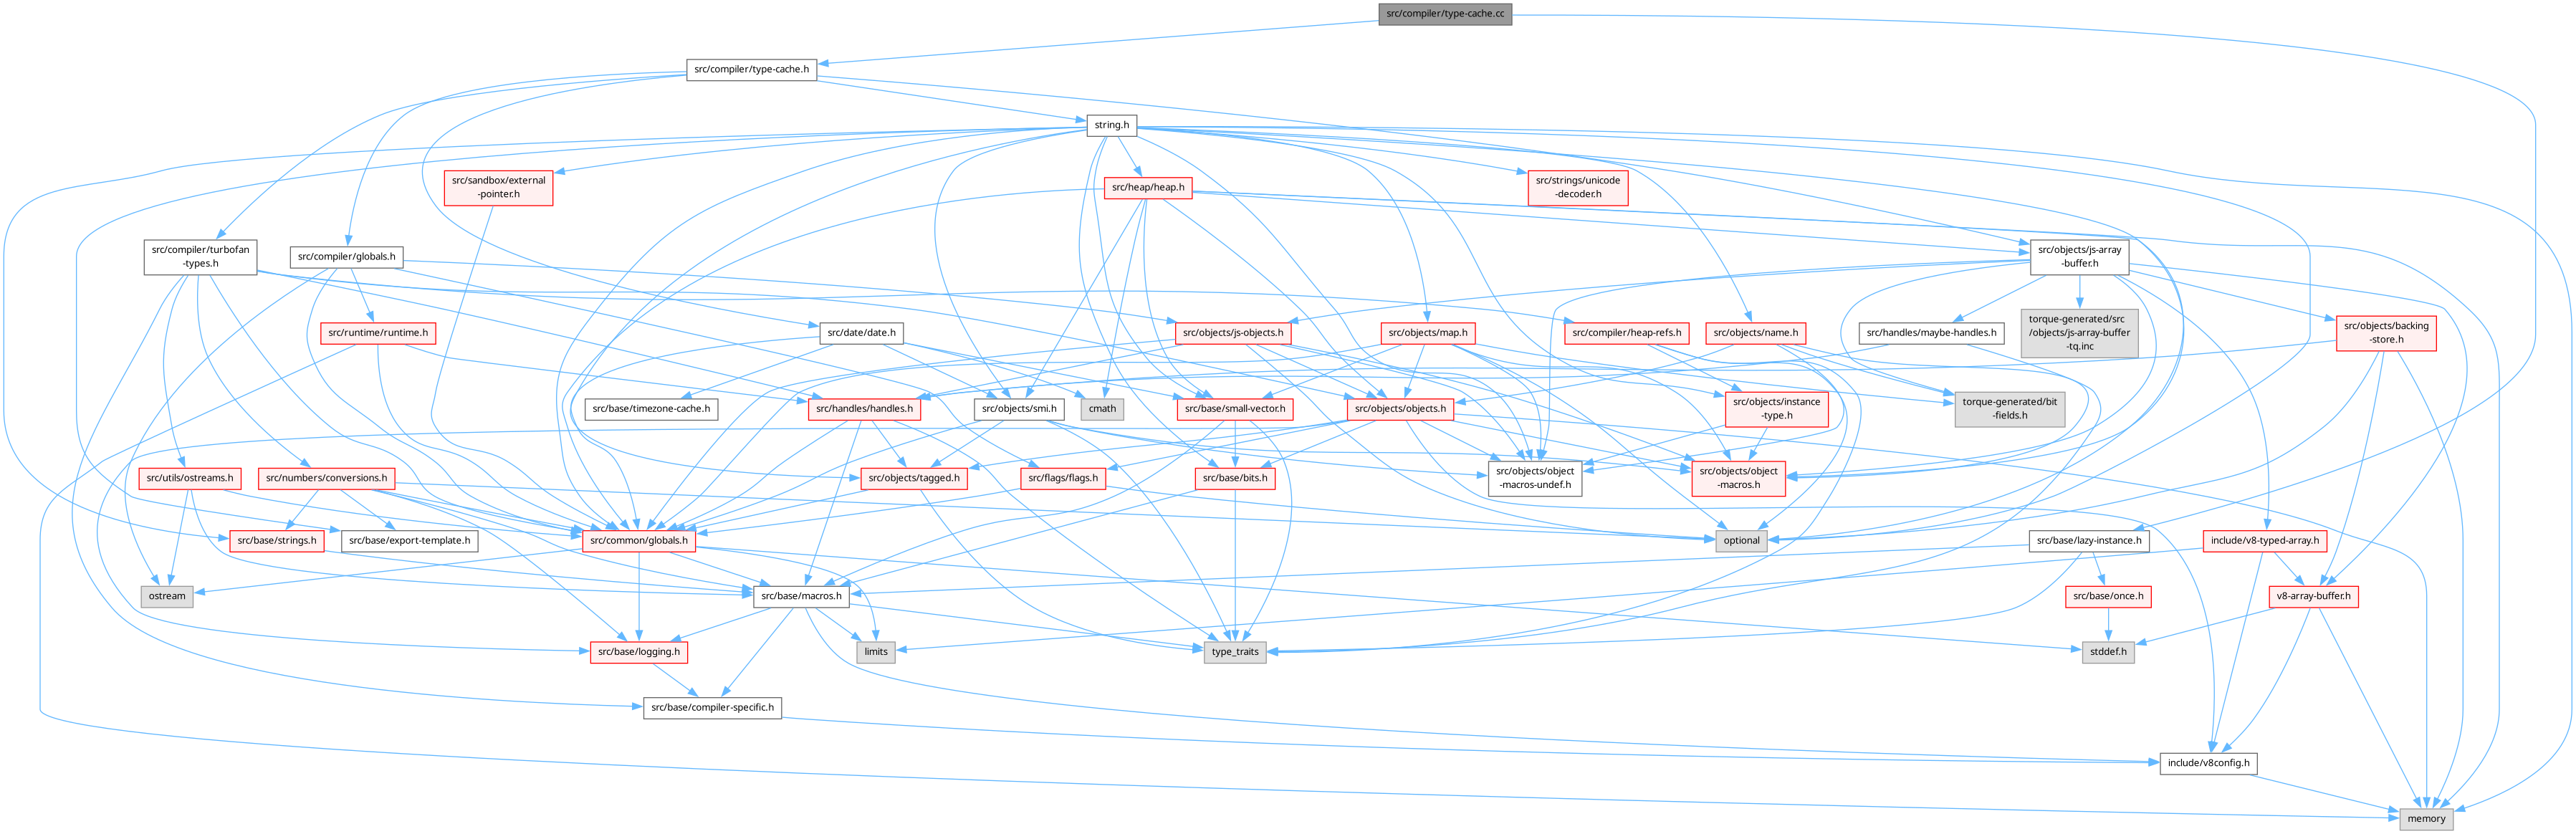 src/compiler/type-cache.cc
src/compiler/type-cache.h
string.h
src/sandbox/external
-pointer.h
src/heap/heap.h
src/strings/unicode
-decoder.h
src/compiler/turbofan
-types.h
src/compiler/globals.h
src/objects/js-array
-buffer.h
src/runtime/runtime.h
src/date/date.h
src/objects/js-objects.h
src/objects/map.h
src/compiler/heap-refs.h
src/objects/name.h
src/handles/maybe-handles.h
torque-generated/src
/objects/js-array-buffer
-tq.inc
src/objects/backing
-store.h
src/base/timezone-cache.h
src/handles/handles.h
src/objects/smi.h
cmath
src/base/small-vector.h
src/objects/objects.h
src/objects/instance
-type.h
torque-generated/bit
-fields.h
src/utils/ostreams.h
src/numbers/conversions.h
src/objects/tagged.h
src/flags/flags.h
src/base/bits.h
src/objects/object
-macros-undef.h
src/objects/object
-macros.h
src/base/strings.h
src/base/export-template.h
src/common/globals.h
optional
src/base/lazy-instance.h
include/v8-typed-array.h
ostream
src/base/macros.h
src/base/once.h
v8-array-buffer.h
src/base/logging.h
limits
type_traits
stddef.h
src/base/compiler-specific.h
include/v8config.h
memory